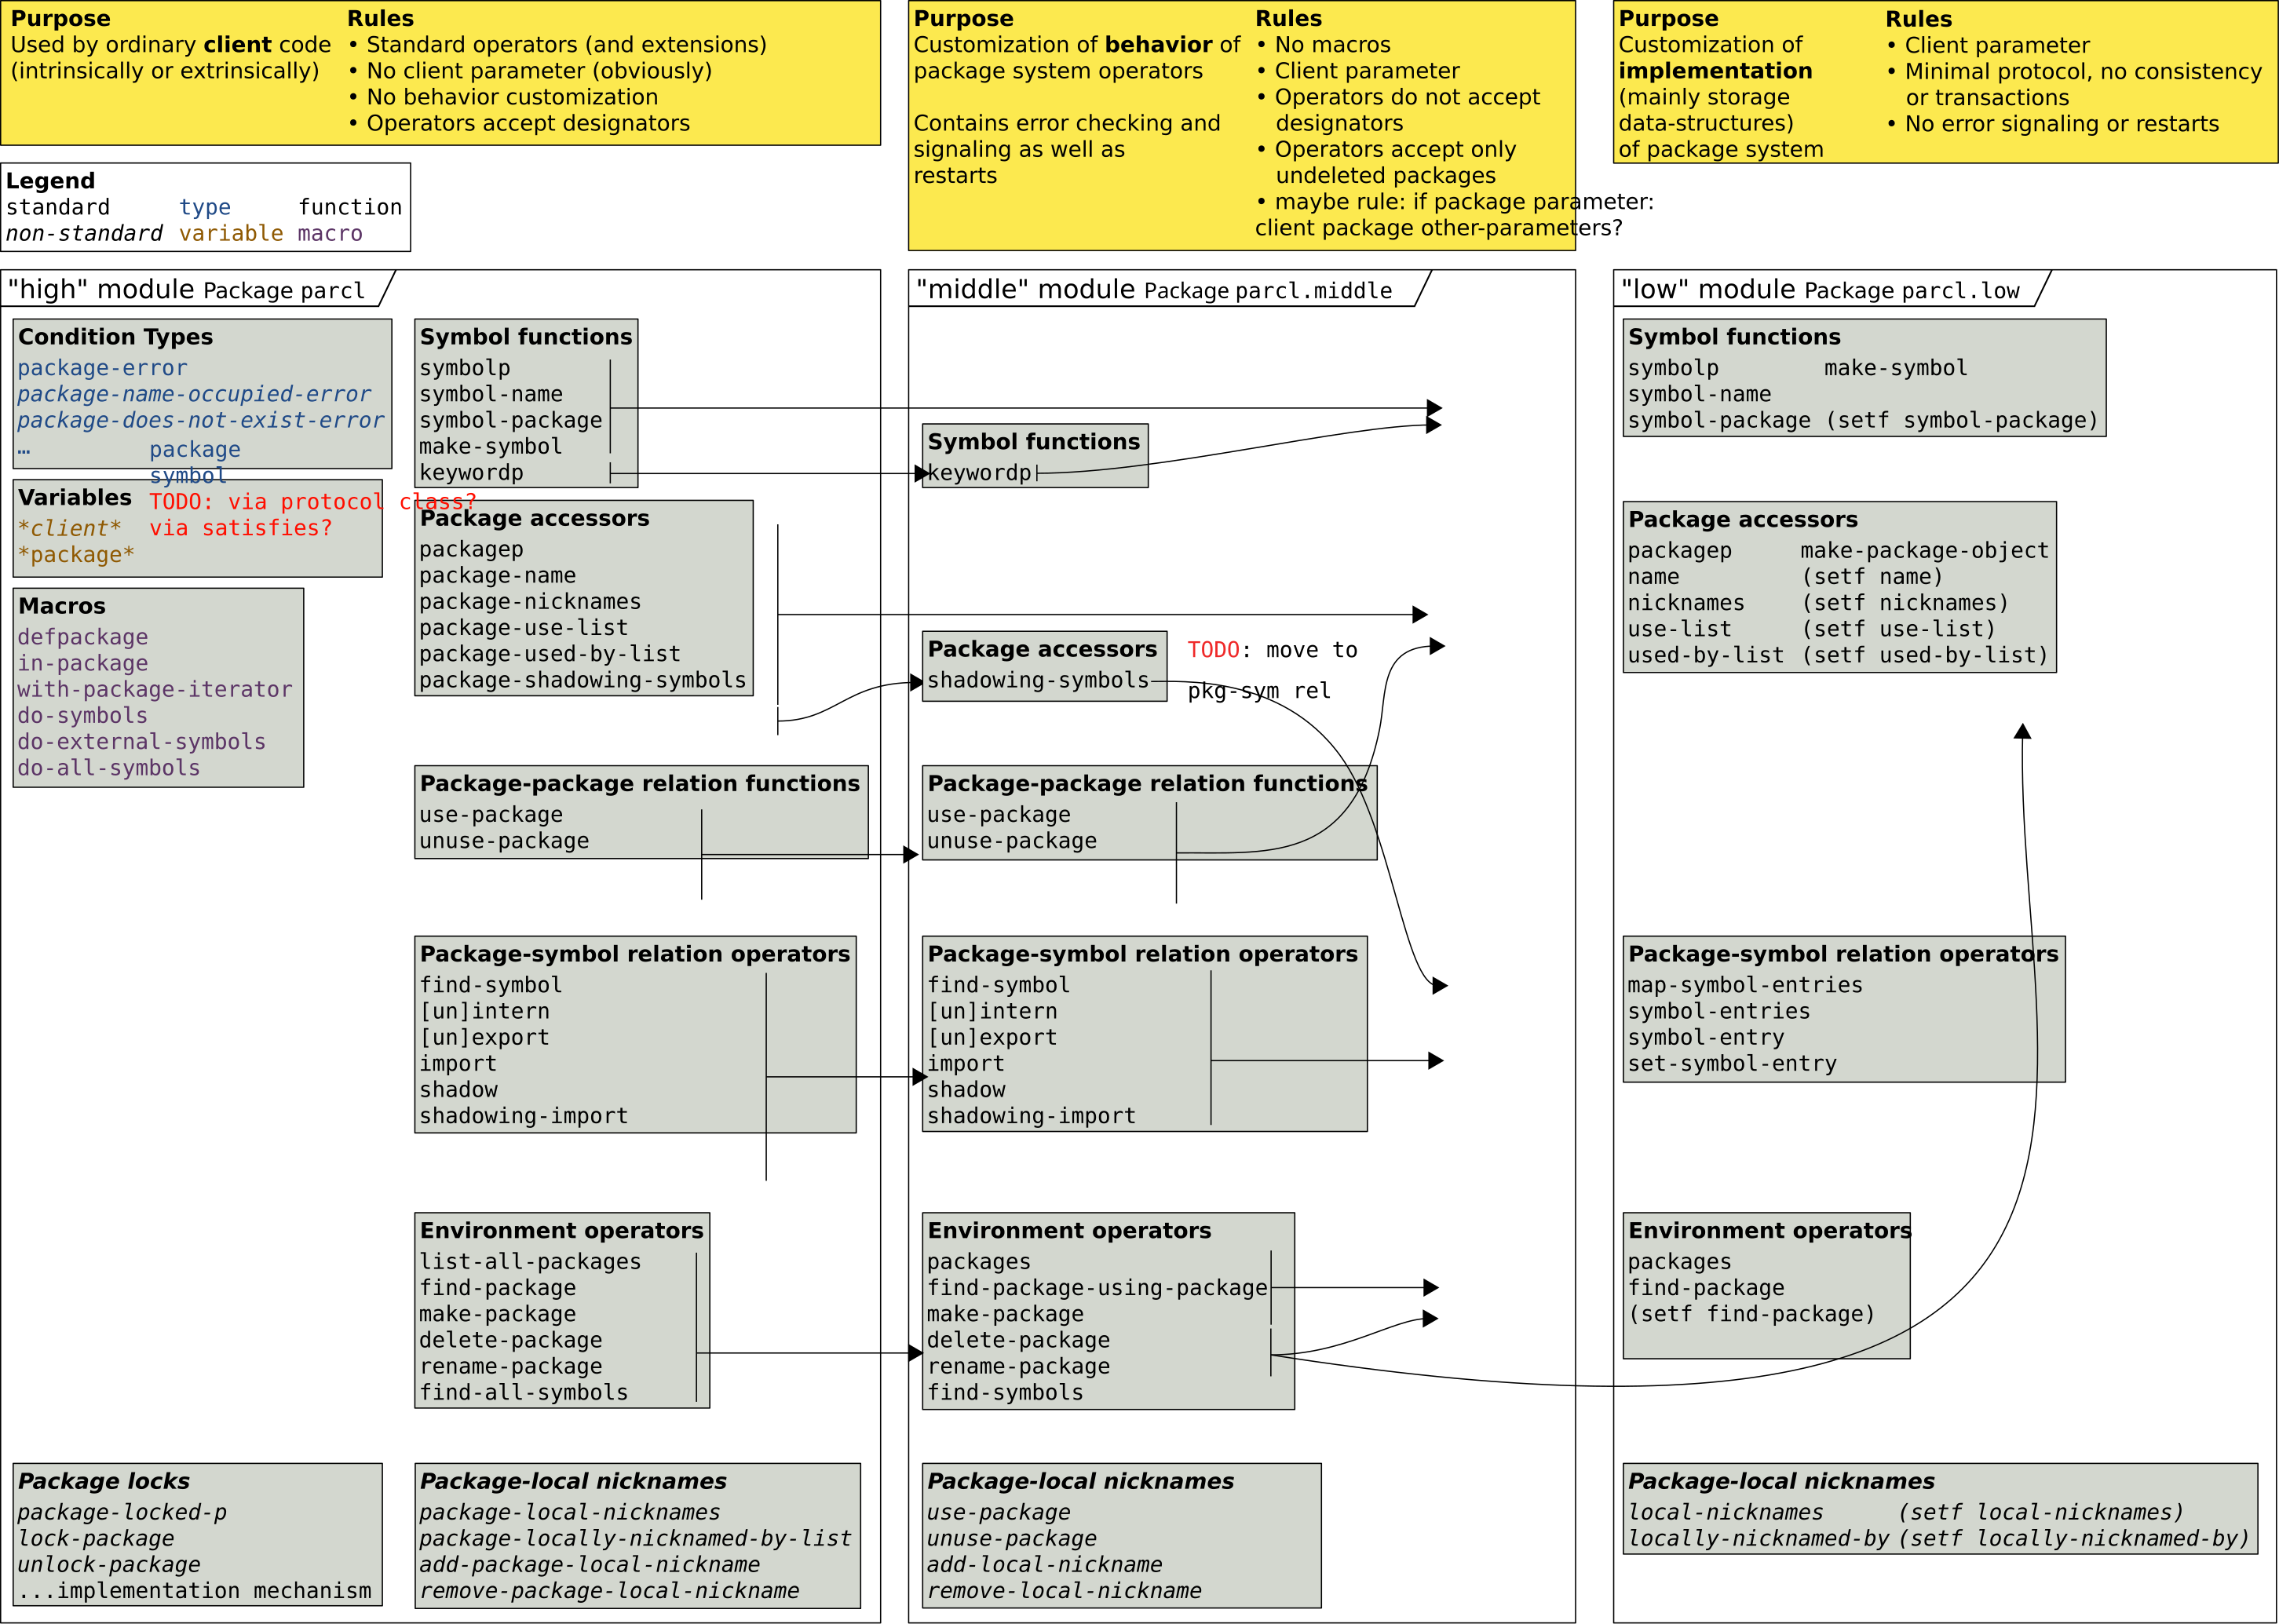 Purpose
Used by ordinary client code
(intrinsically or extrinsically)
Rules
• Standard operators (and extensions)
• No client parameter (obviously)
• No behavior customization
• Operators accept designators
Purpose
Customization of behavior of
package system operators
Contains error checking and
signaling as well as
restarts
Rules
• No macros
• Client parameter
• Operators do not accept
designators
• Operators accept only
undeleted packages
• maybe rule: if package parameter:
client package other-parameters?
Purpose
Customization of
implementation
(mainly storage
data-structures)
of package system
Rules
• Client parameter
• Minimal protocol, no consistency
or transactions
• No error signaling or restarts
Legend
standard type function
non-standard variable macro
"high" module Package parcl
Condition Types
package-error
package-name-occupied-error
package-does-not-exist-error
…
package
symbol
TODO: via protocol class?
via satisfies?
Variables
*client*
*package*
Macros
defpackage
in-package
with-package-iterator
do-symbols
do-external-symbols
do-all-symbols
Symbol functions
symbolp
symbol-name
symbol-package
make-symbol
keywordp
Package accessors
packagep
package-name
package-nicknames
package-use-list
package-used-by-list
package-shadowing-symbols
Package-package relation functions
use-package
unuse-package
Package-symbol relation operators
find-symbol
[un]intern
[un]export
import
shadow
shadowing-import
Environment operators
list-all-packages
find-package
make-package
delete-package
rename-package
find-all-symbols
Package locks
package-locked-p
lock-package
unlock-package
...implementation mechanism
Package-local nicknames
package-local-nicknames
package-locally-nicknamed-by-list
add-package-local-nickname
remove-package-local-nickname
"middle" module Package parcl.middle
Symbol functions
keywordp
Package accessors
shadowing-symbols
TODO: move to
pkg-sym rel
Package-package relation functions
use-package
unuse-package
Package-symbol relation operators
find-symbol
[un]intern
[un]export
import
shadow
shadowing-import
Environment operators
packages
find-package-using-package
make-package
delete-package
rename-package
find-symbols
Package-local nicknames
use-package
unuse-package
add-local-nickname
remove-local-nickname
"low" module Package parcl.low
Symbol functions
symbolp make-symbol
symbol-name
symbol-package (setf symbol-package)
Package accessors
packagep make-package-object
name (setf name)
nicknames (setf nicknames)
use-list (setf use-list)
used-by-list (setf used-by-list)
Package-symbol relation operators
map-symbol-entries
symbol-entries
symbol-entry
set-symbol-entry
Environment operators
packages
find-package
(setf find-package)
Package-local nicknames
local-nicknames (setf local-nicknames)
locally-nicknamed-by (setf locally-nicknamed-by)